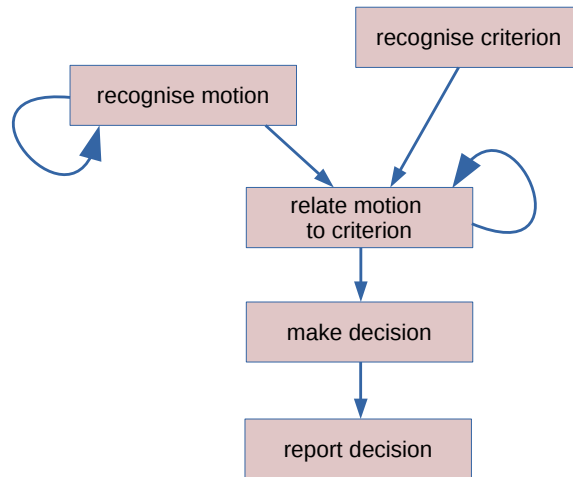 recognise criterion
recognise motion
relate motion
to criterion
make decision
report decision